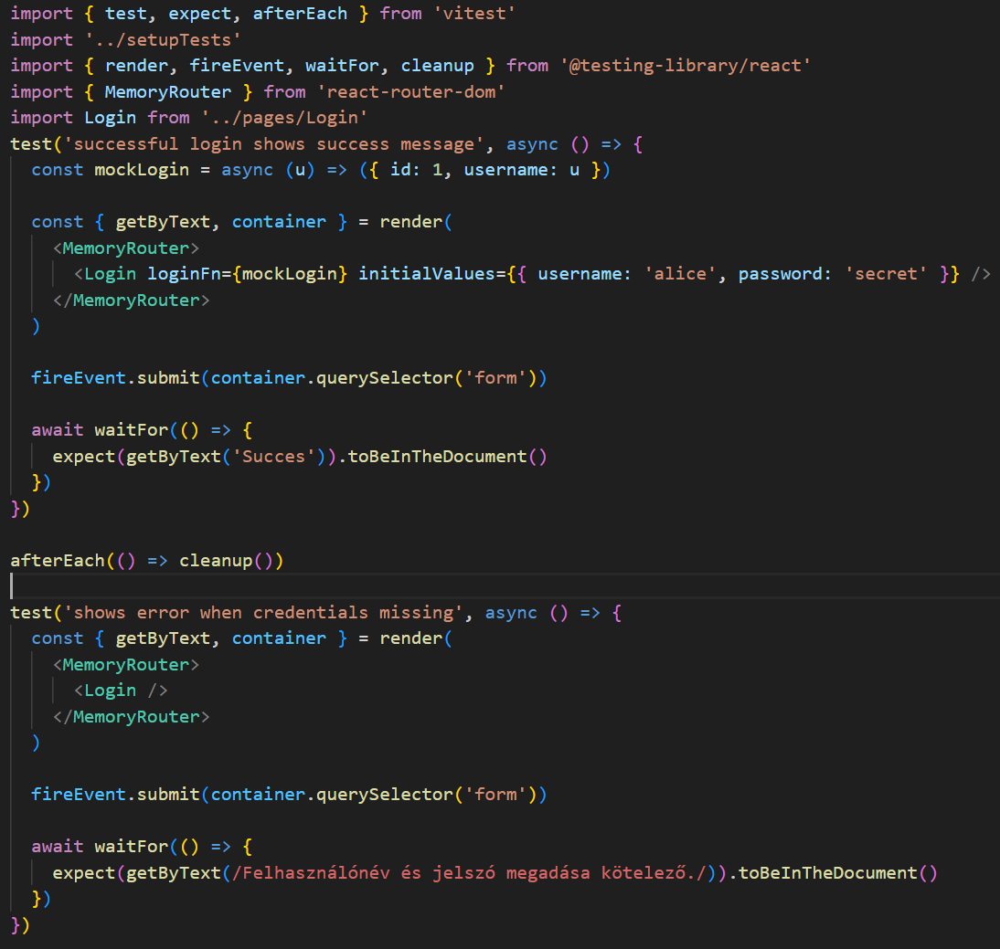 import { test, expect, afterEach } from 'vitest'
import '../setupTests'
import { render, fireEvent, waitFor, cleanup } from '@testing-library/react'
import { MemoryRouter } from 'react-router-dom'
import Login from '../pages/Login'
test('successful login shows success message', async () => {
  const mockLogin = async (u) => ({ id: 1, username: u })

  const { getByText, container } = render(
    <MemoryRouter>
      <Login loginFn={mockLogin} initialValues={{ username: 'alice', password: 'secret' }} />
    </MemoryRouter>
  )

  fireEvent.submit(container.querySelector('form'))

  await waitFor(() => {
    expect(getByText('Succes')).toBeInTheDocument()
  })
})

afterEach(() => cleanup())

test('shows error when credentials missing', async () => {
  const { getByText, container } = render(
    <MemoryRouter>
      <Login />
    </MemoryRouter>
  )

  fireEvent.submit(container.querySelector('form'))

  await waitFor(() => {
    expect(getByText(/Felhasználónév és jelszó megadása kötelező./)).toBeInTheDocument()
  })
})